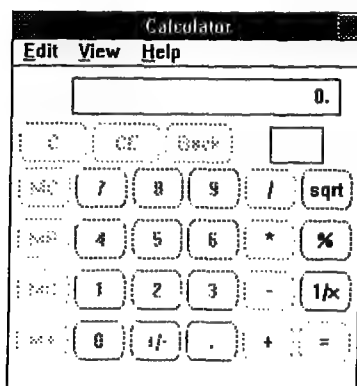 Calculator
Edit View Help
0.
C CE Back
MC 7 8 9 / sqrt
MR 4 5 6 * %
MS 1 2 3 - 1/x
M+ 0 +/- . + =